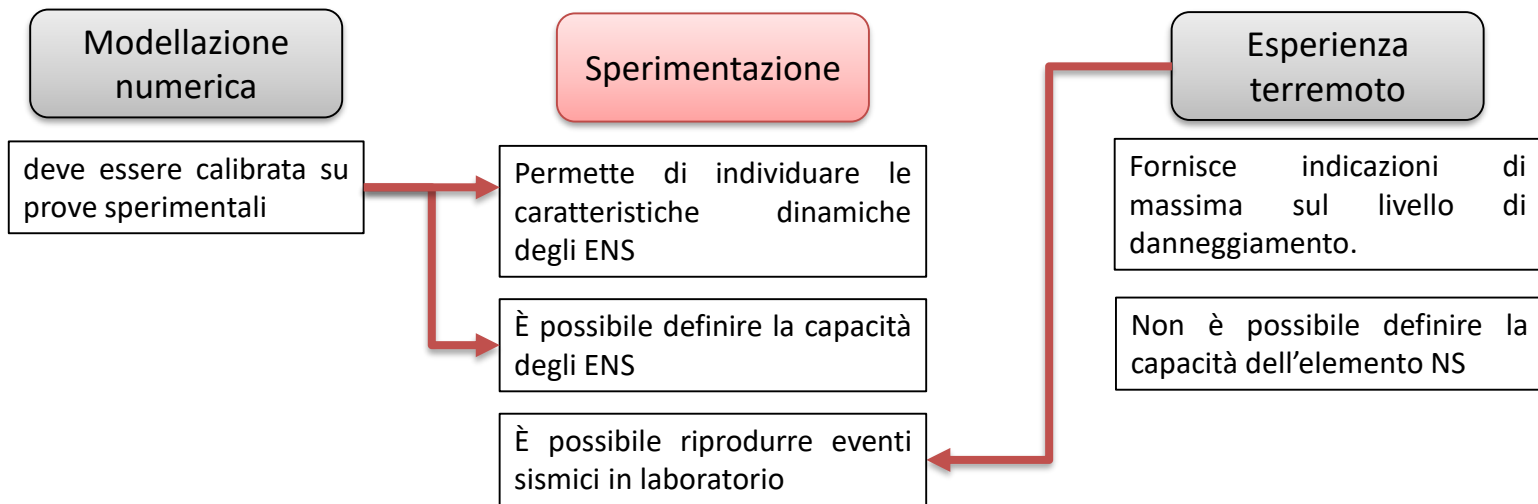 Modellazione
numerica
deve essere calibrata su
prove sperimentali
Sperimentazione
Permette di individuare le
caratteristiche dinamiche
degli ENS
È possibile definire la capacità
degli ENS
È possibile riprodurre eventi
sismici in laboratorio
Esperienza
terremoto
Fornisce indicazioni di
massima sul livello di
danneggiamento.
Non è possibile definire la
capacità dell’elemento NS